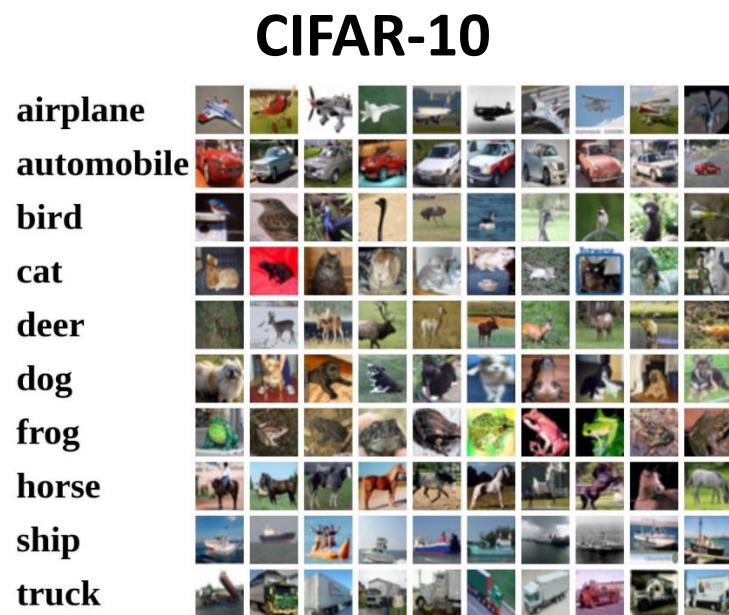 CIFAR-10
airplane
automobile
bird
cat
deer
dog
frog
horse
ship
truck